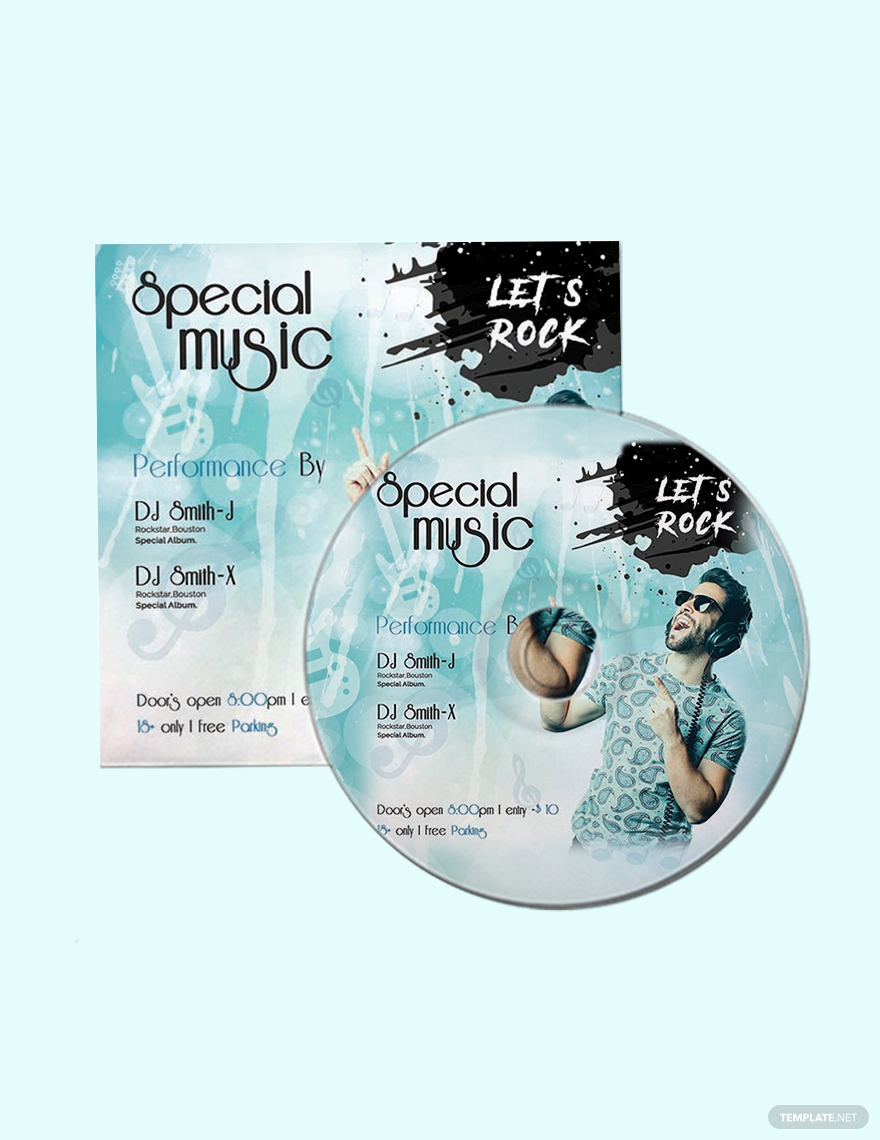 Special
music
LET S
ROCK
Performance By
DJ Smith-J
Rockstar,Bouston
Special Album.
DJ Smith-X
Rockstar,Bouston
Special Album.
Door's open 8:00pm | e
18+ only | Free Parking
Special
music
LET S
ROCK
Performance B
DJ Smith-J
Rockstar,Bouston
Special Album.
DJ Smith-X
Rockstar,Bouston
Special Album.
Door's open 8:00pm | entry -$ 10
18+ only | Free Parking
TEMPLATE.NET